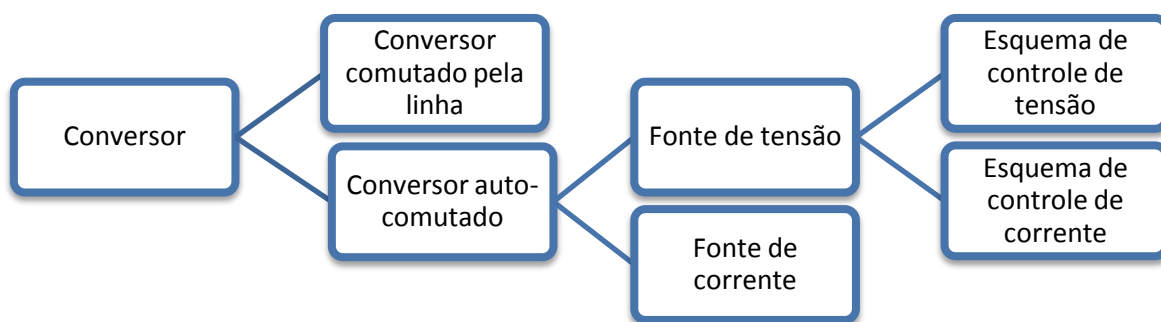 Conversor
Conversor
comutado pela
linha
Conversor auto-
comutado
Fonte de tensão
Fonte de
corrente
Esquema de
controle de
tensão
Esquema de
controle de
corrente